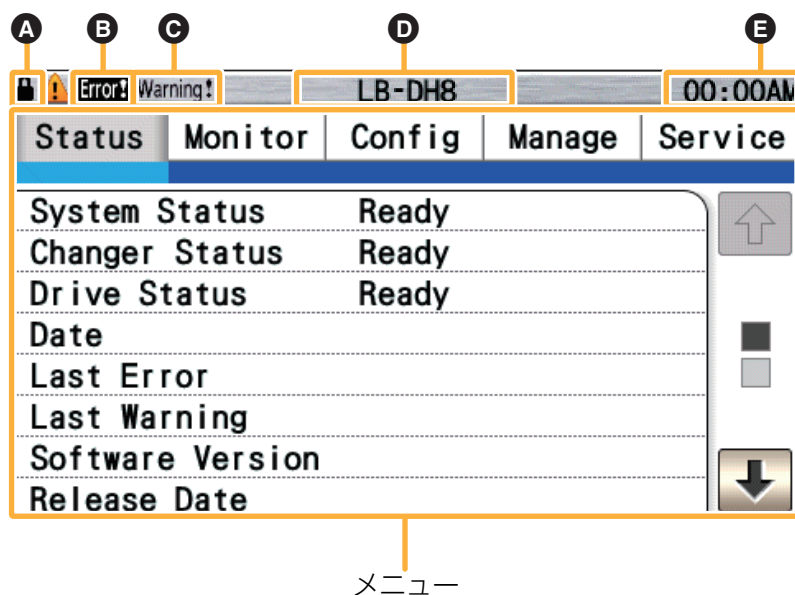 A B C D E
Error! Warning! LB-DH8 00:00AM
Status Monitor Config Manage Service
System Status Ready
Changer Status Ready
Drive Status Ready
Date
Last Error
Last Warning
Software Version
Release Date
メニュー